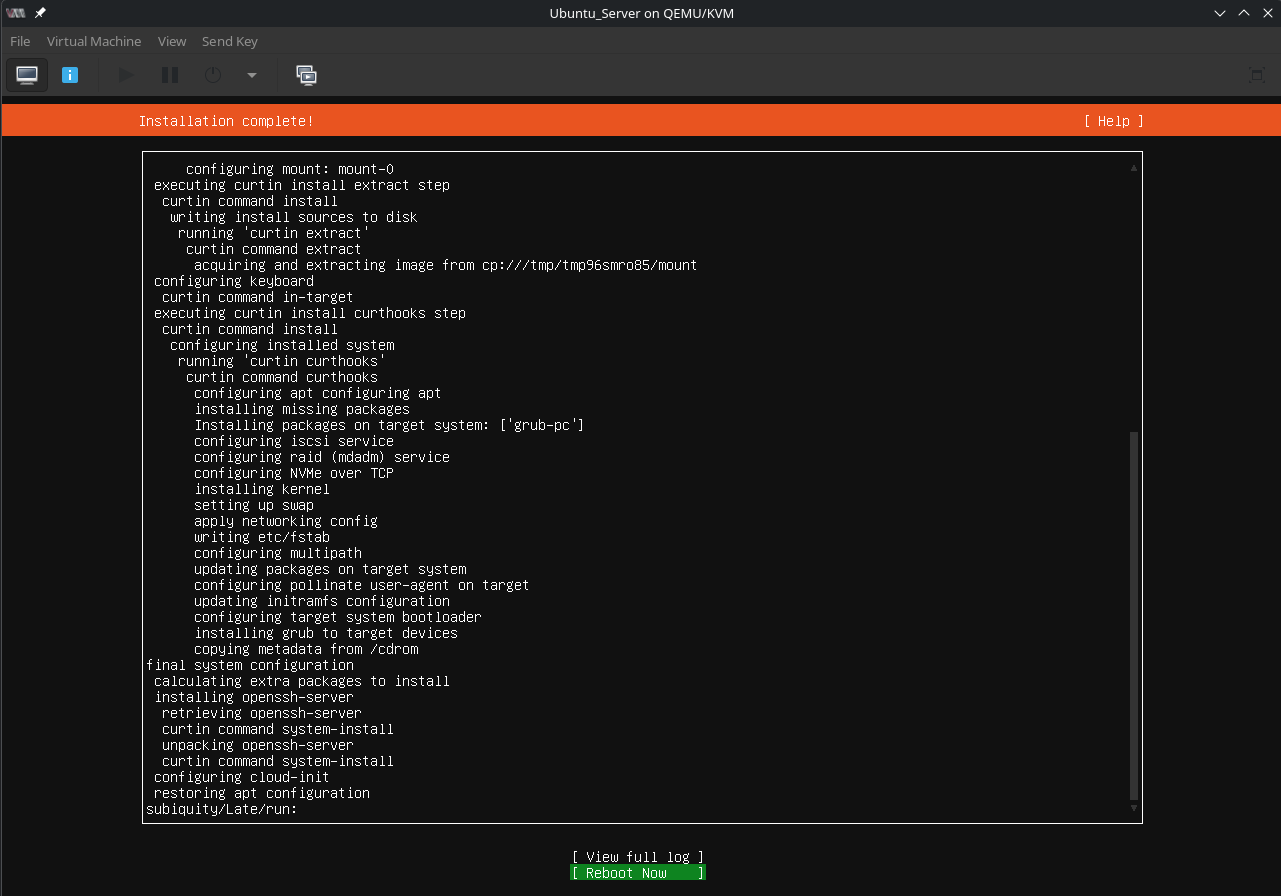 Ubuntu_Server on QEMU/KVM
File Virtual Machine View Send Key
Installation complete! [ Help ]
configuring mount: mount-0
executing curtin install extract step
curtin command install
writing install sources to disk
running 'curtin extract'
curtin command extract
acquiring and extracting image from cp:///tmp/tmp96smro85/mount
configuring keyboard
curtin command in-target
executing curtin install curthooks step
curtin command install
configuring installed system
running 'curtin curthooks'
curtin command curthooks
configuring apt configuring apt
installing missing packages
Installing packages on target system: ['grub-pc']
configuring iscsi service
configuring raid (mdadm) service
configuring NVMe over TCP
installing kernel
setting up swap
apply networking config
writing etc/fstab
configuring multipath
updating packages on target system
configuring pollinate user-agent on target
updating initramfs configuration
configuring target system bootloader
installing grub to target devices
copying metadata from /cdrom
final system configuration
calculating extra packages to install
installing openssh-server
retrieving openssh-server
curtin command system-install
unpacking openssh-server
curtin command system-install
configuring cloud-init
restoring apt configuration
subiquity/Late/run:
[ View full log ]
[ Reboot Now ]